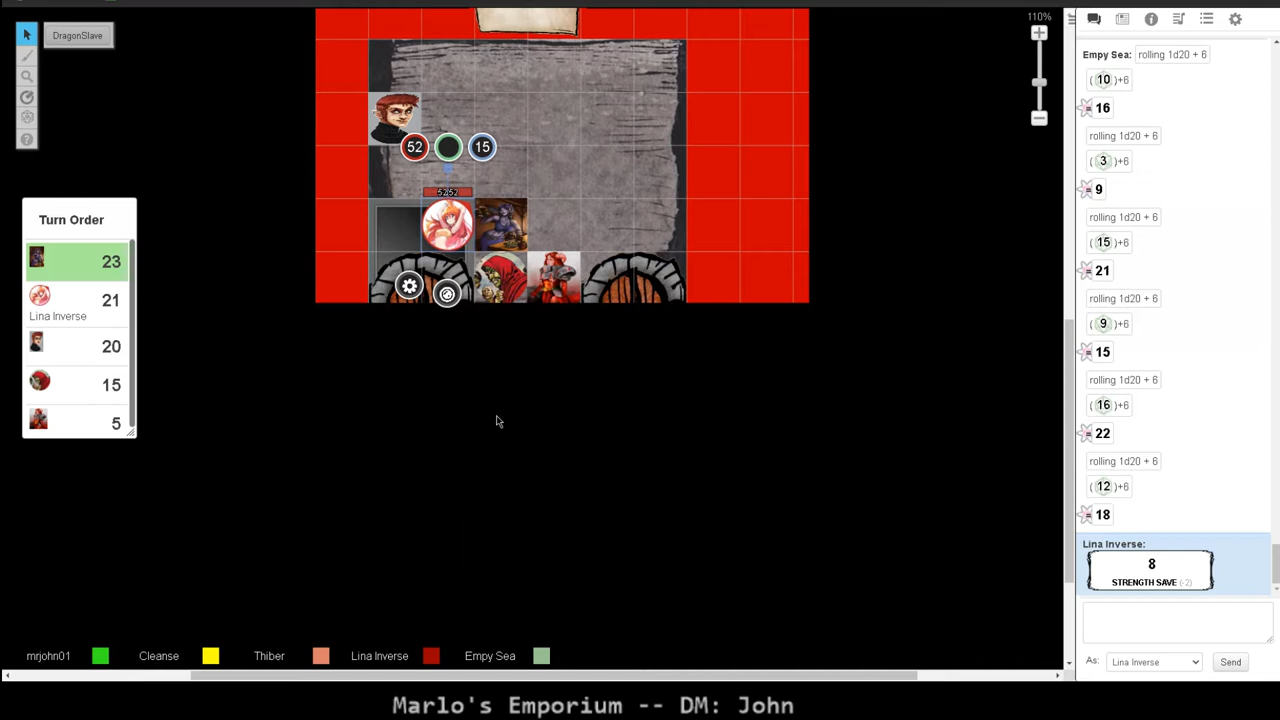 DragonSlave
110%
52
15
52/52
Turn Order
23
21
Lina Inverse
20
15
5
Empy Sea: rolling 1d20 + 6
(10)+6
=16
rolling 1d20 + 6
(3)+6
=9
rolling 1d20 + 6
(15)+6
=21
rolling 1d20 + 6
(9)+6
=15
rolling 1d20 + 6
(16)+6
=22
rolling 1d20 + 6
(12)+6
=18
Lina Inverse:
8
STRENGTH SAVE (-2)
As: Lina Inverse Send
mrjohn01 Cleanse Thiber Lina Inverse Empy Sea
Marlo's Emporium -- DM: John